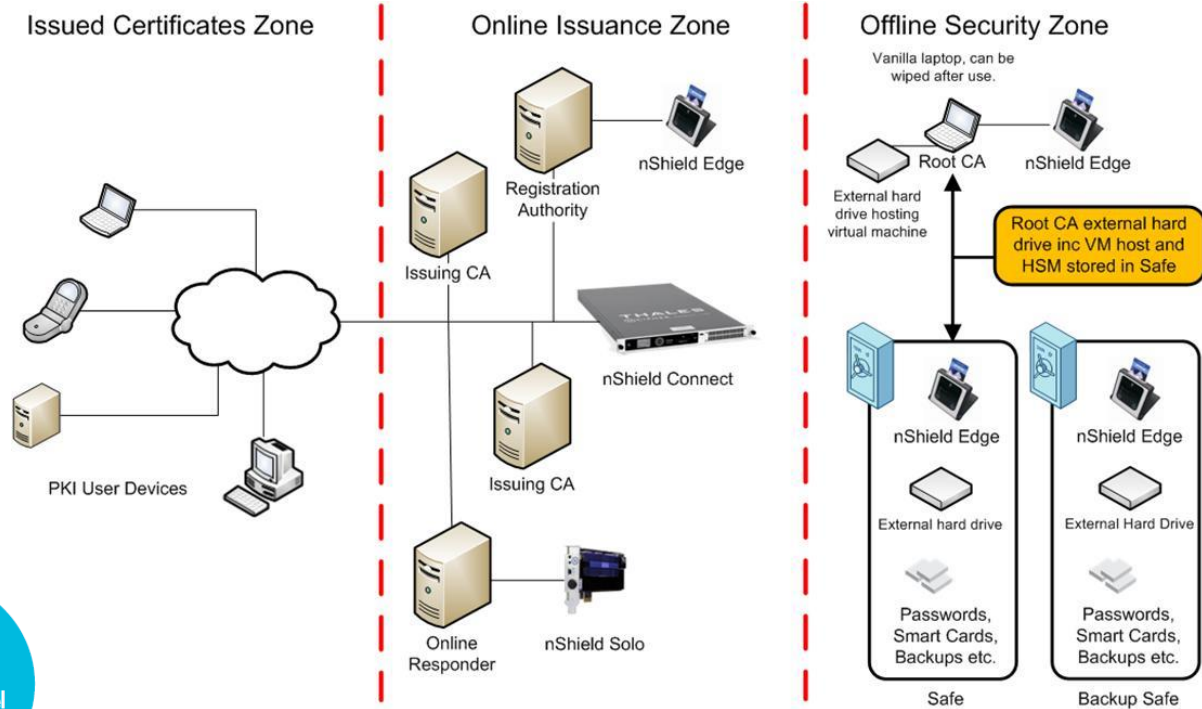 Issued Certificates Zone
Online Issuance Zone
Offline Security Zone
Vanilla laptop, can be
wiped after use.
nShield Edge
Registration
Authority
Root CA
nShield Edge
External hard
drive hosting
virtual machine
Root CA external hard
drive inc VM host and
HSM stored in Safe
Issuing CA
THALES
nShield Connect
PKI User Devices
Issuing CA
Online
Responder
nShield Solo
nShield Edge
External hard drive
Passwords,
Smart Cards,
Backups etc.
Safe
nShield Edge
External Hard Drive
Passwords,
Smart Cards,
Backups etc.
Backup Safe